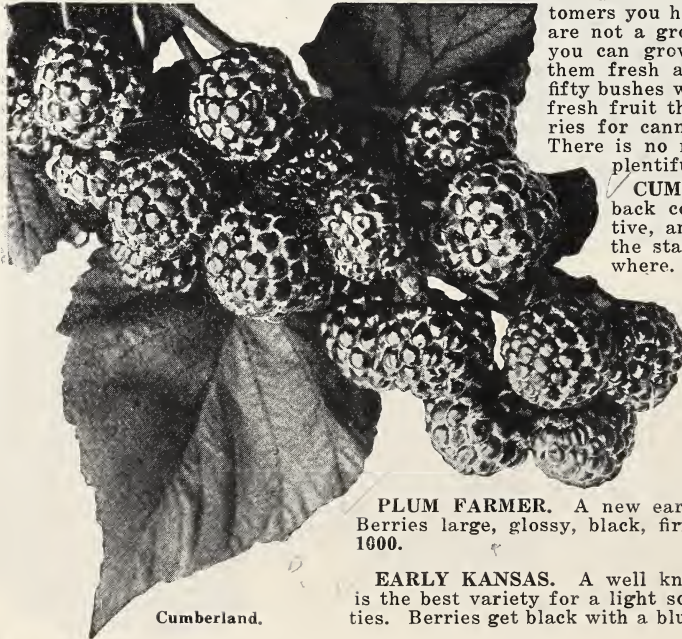 tomers you h
are not a gro
you can grov
them fresh a
fifty bushes w
fresh fruit th
ries for cann
There is no r
plentifu
CUM
back co
tive, an
the sta
where.
PLUM FARMER. A new ear
Berries large, glossy, black, fir
1000.
EARLY KANSAS. A well kn
is the best variety for a light so
ties. Berries get black with a blu
Cumberland.